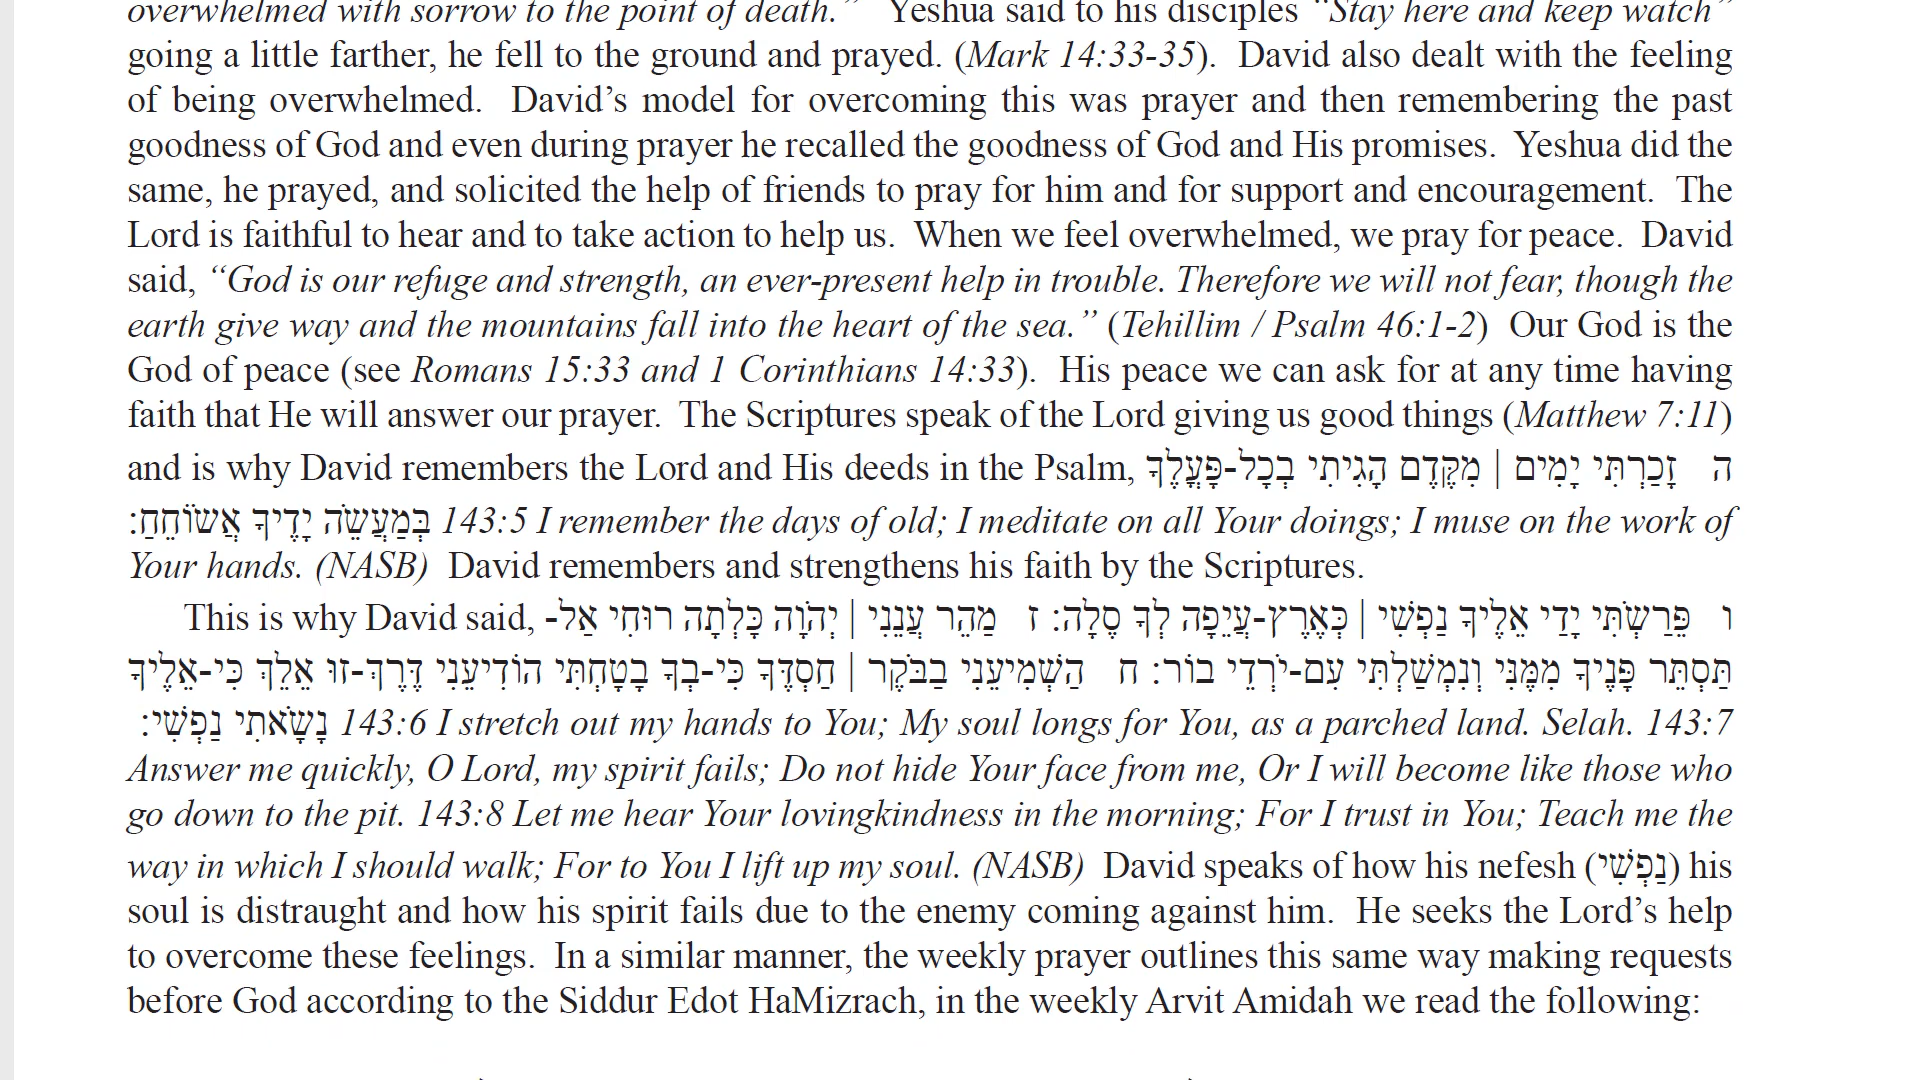 overwhelmed with sorrow to the point of death.” Yeshua said to his disciples “Stay here and keep watch”
going a little farther, he fell to the ground and prayed. (Mark 14:33-35). David also dealt with the feeling
of being overwhelmed. David’s model for overcoming this was prayer and then remembering the past
goodness of God and even during prayer he recalled the goodness of God and His promises. Yeshua did the
same, he prayed, and solicited the help of friends to pray for him and for support and encouragement. The
Lord is faithful to hear and to take action to help us. When we feel overwhelmed, we pray for peace. David
said, “God is our refuge and strength, an ever-present help in trouble. Therefore we will not fear, though the
earth give way and the mountains fall into the heart of the sea.” (Tehillim / Psalm 46:1-2) Our God is the
God of peace (see Romans 15:33 and 1 Corinthians 14:33). His peace we can ask for at any time having
faith that He will answer our prayer. The Scriptures speak of the Lord giving us good things (Matthew 7:11)
and is why David remembers the Lord and His deeds in the Psalm, ה זָכַרְתִּי יָמִים | מִקֶּדֶם הָגִיתִי בְכָל-פָּעֳלֶךָ
בְּמַעֲשֵׂה יָדֶיךָ אֲשׂוֹחֵחַ: 143:5 I remember the days of old; I meditate on all Your doings; I muse on the work of
Your hands. (NASB) David remembers and strengthens his faith by the Scriptures.
This is why David said, ו פֵּרַשְׂתִּי יָדַי אֵלֶיךָ נַפְשִׁי | כְּאֶרֶץ-עֲיֵפָה לְךָ סֶלָה: ז מַהֵר עֲנֵנִי | יְהֹוָה כָּלְתָה רוּחִי אַל-
תַּסְתֵּר פָּנֶיךָ מִמֶּנִּי וְנִמְשַׁלְתִּי עִם-יֹרְדֵי בוֹר: ח הַשְׁמִיעֵנִי בַבֹּקֶר | חַסְדֶּךָ כִּי-בְךָ בָטָחְתִּי הוֹדִיעֵנִי דֶּרֶךְ-זוּ אֵלֵךְ כִּי-אֵלֶיךָ
נָשָׂאתִי נַפְשִׁי: 143:6 I stretch out my hands to You; My soul longs for You, as a parched land. Selah. 143:7
Answer me quickly, O Lord, my spirit fails; Do not hide Your face from me, Or I will become like those who
go down to the pit. 143:8 Let me hear Your lovingkindness in the morning; For I trust in You; Teach me the
way in which I should walk; For to You I lift up my soul. (NASB) David speaks of how his nefesh (נַפְשִׁי) his
soul is distraught and how his spirit fails due to the enemy coming against him. He seeks the Lord’s help
to overcome these feelings. In a similar manner, the weekly prayer outlines this same way making requests
before God according to the Siddur Edot HaMizrach, in the weekly Arvit Amidah we read the following: